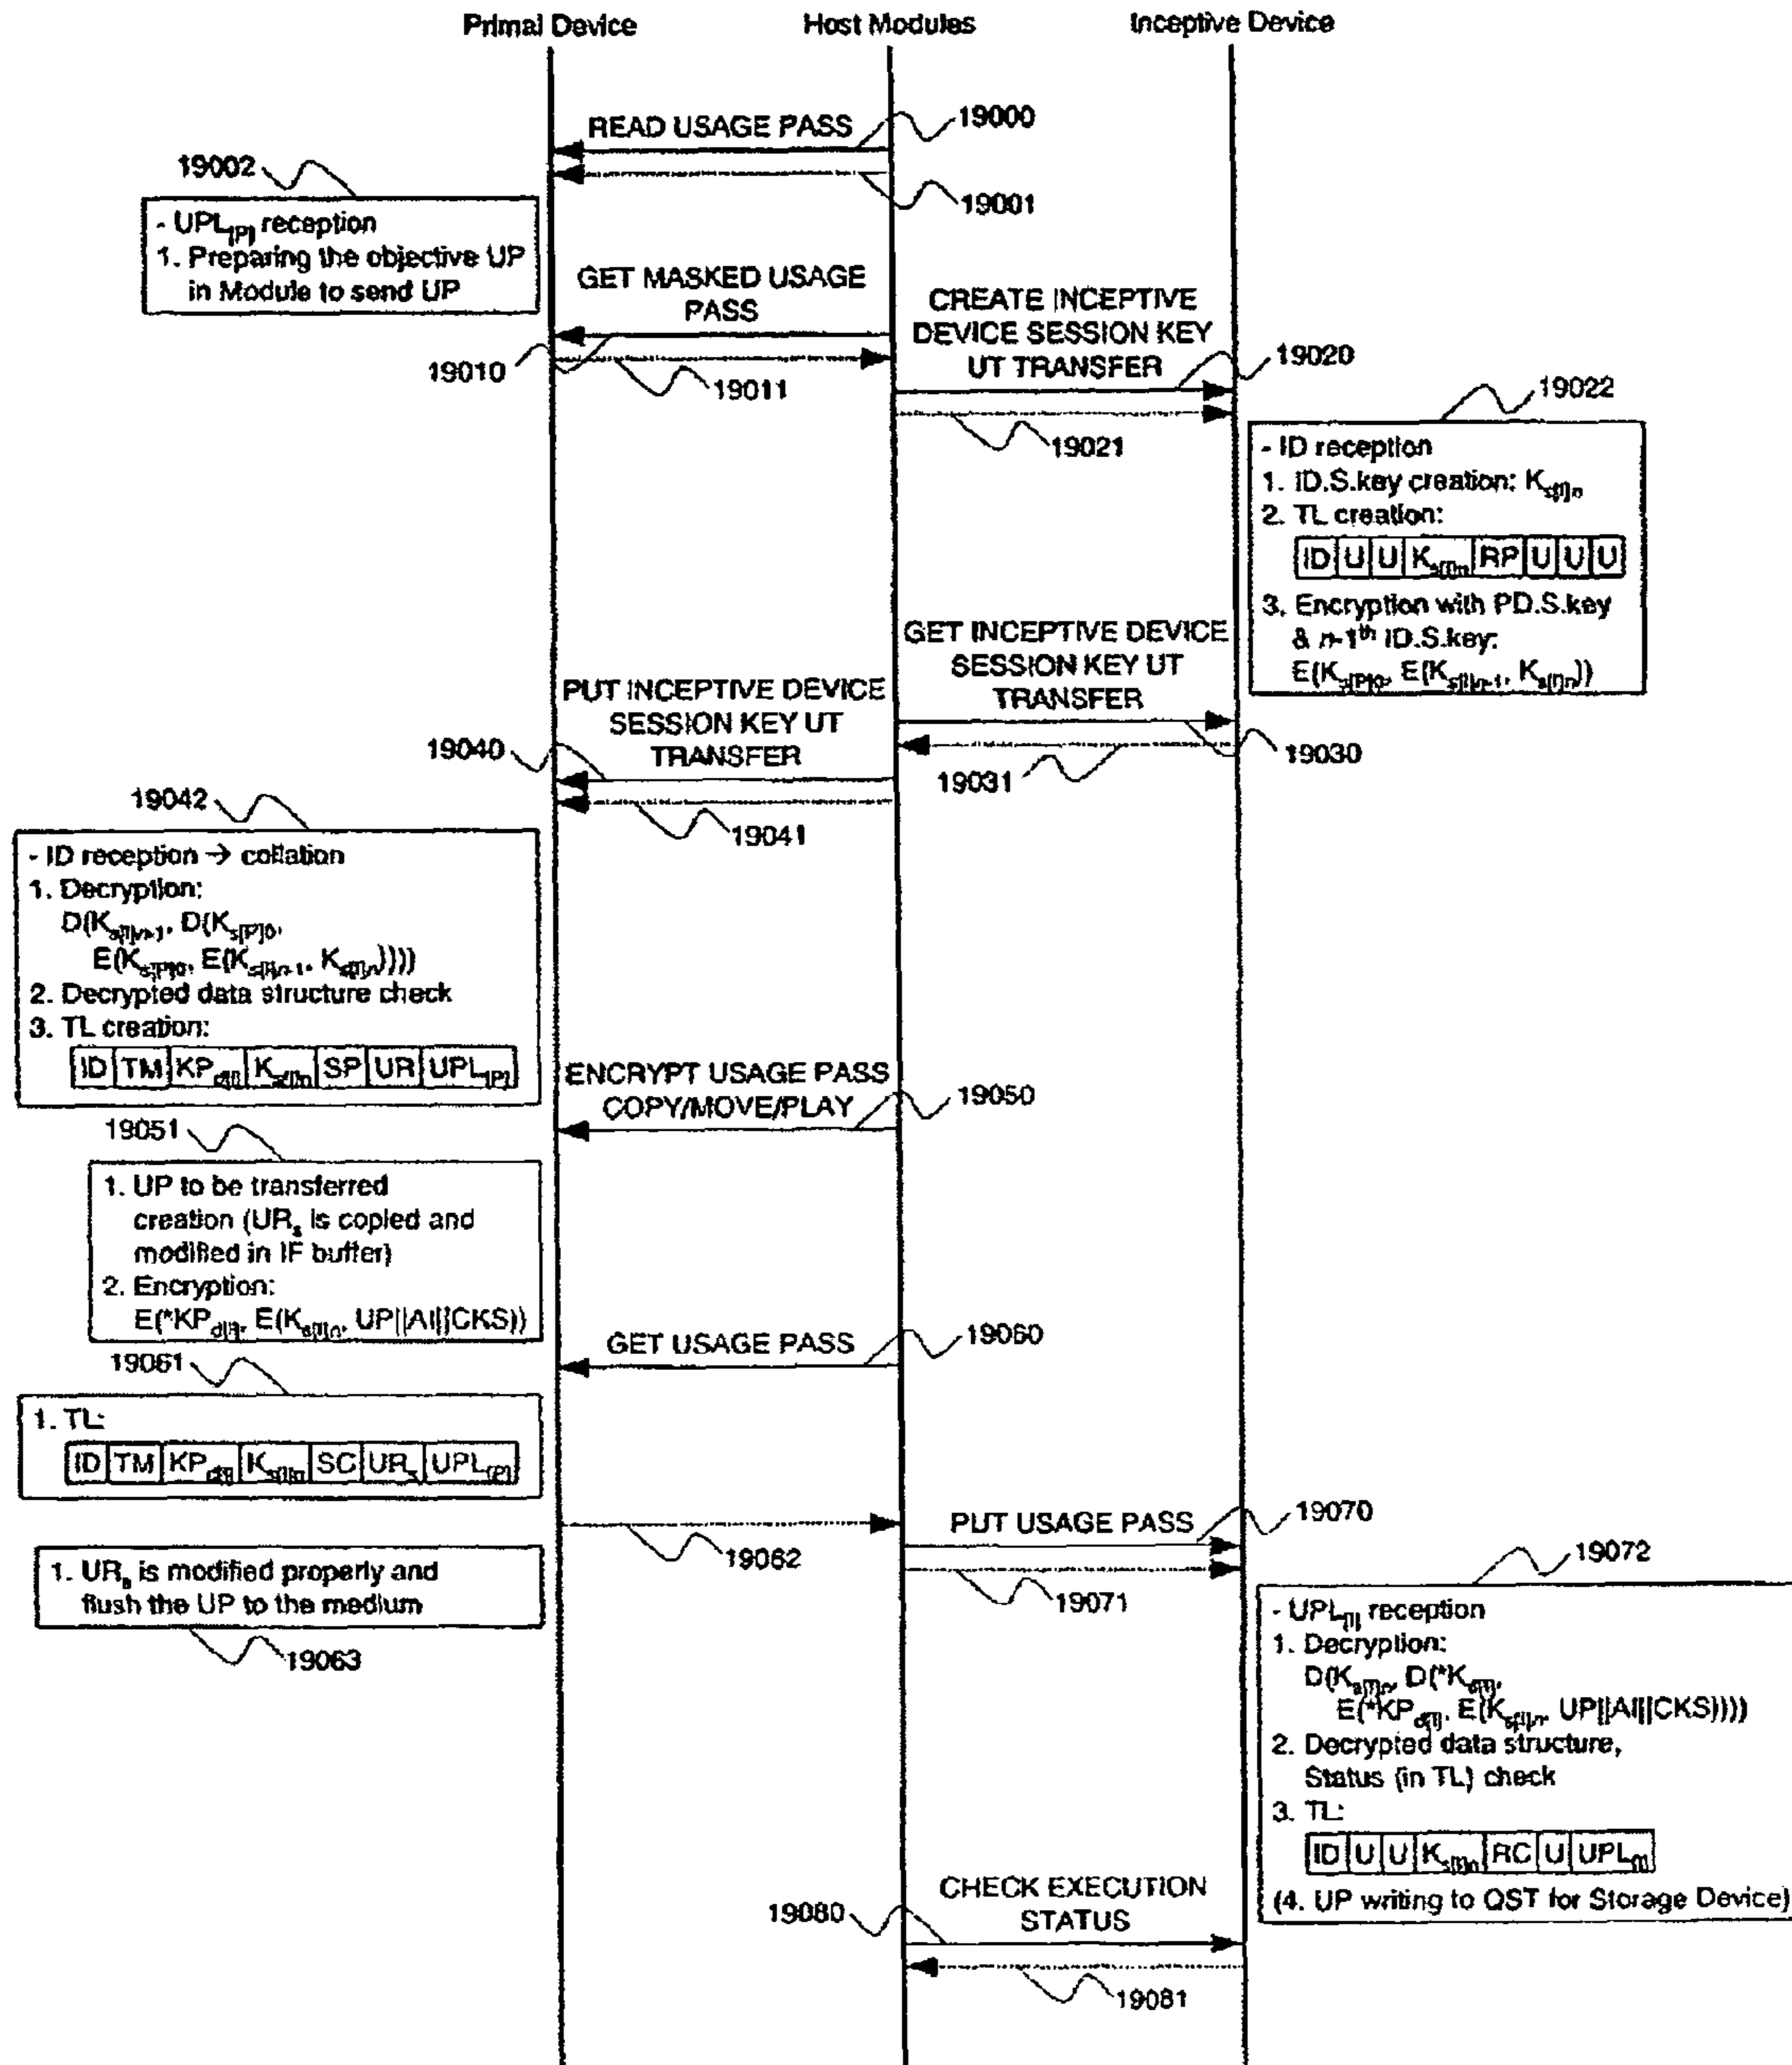 Primal Device
Host Modules
Inceptive Device
READ USAGE PASS
19000
19001
19002
- UPL[P] reception
1. Preparing the objective UP
in Module to send UP
GET MASKED USAGE
PASS
19010
19011
CREATE INCEPTIVE
DEVICE SESSION KEY
UT TRANSFER
19020
19021
19022
- ID reception
1. ID.S.key creation: Ks[I]n
2. TL creation:
ID U U Ks[I]n RP U U U
3. Encryption with PD.S.key
& n-1th ID.S.key:
E(Ks[P]0, E(Ks[I]n-1, Ks[I]n))
GET INCEPTIVE DEVICE
SESSION KEY UT
TRANSFER
19030
19031
PUT INCEPTIVE DEVICE
SESSION KEY UT
TRANSFER
19040
19041
19042
- ID reception → collation
1. Decryption:
D(Ks[I]n-1, D(Ks[P]0,
E(Ks[P]0, E(Ks[I]n-1, Ks[I]n))))
2. Decrypted data structure check
3. TL creation:
ID TM KPd[I] Ks[I]n SP UR UPL[P]
ENCRYPT USAGE PASS
COPY/MOVE/PLAY
19050
19051
1. UP to be transferred
creation (URs is copied and
modified in IF buffer)
2. Encryption:
E(*KPd[I], E(Ks[I]n, UP||AI||CKS))
GET USAGE PASS
19060
19061
1. TL:
ID TM KPd[I] Ks[I]n SC URs UPL[P]
19062
PUT USAGE PASS
19070
19071
1. URs is modified properly and
flush the UP to the medium
19063
19072
- UPL[I] reception
1. Decryption:
D(Ks[I]n, D(*Kd[I],
E(*KPd[I], E(Ks[I]n, UP||AI||CKS))))
2. Decrypted data structure,
Status (in TL) check
3. TL:
ID U U Ks[I]n RC U UPL[I]
(4. UP writing to QST for Storage Device)
CHECK EXECUTION
STATUS
19080
19081